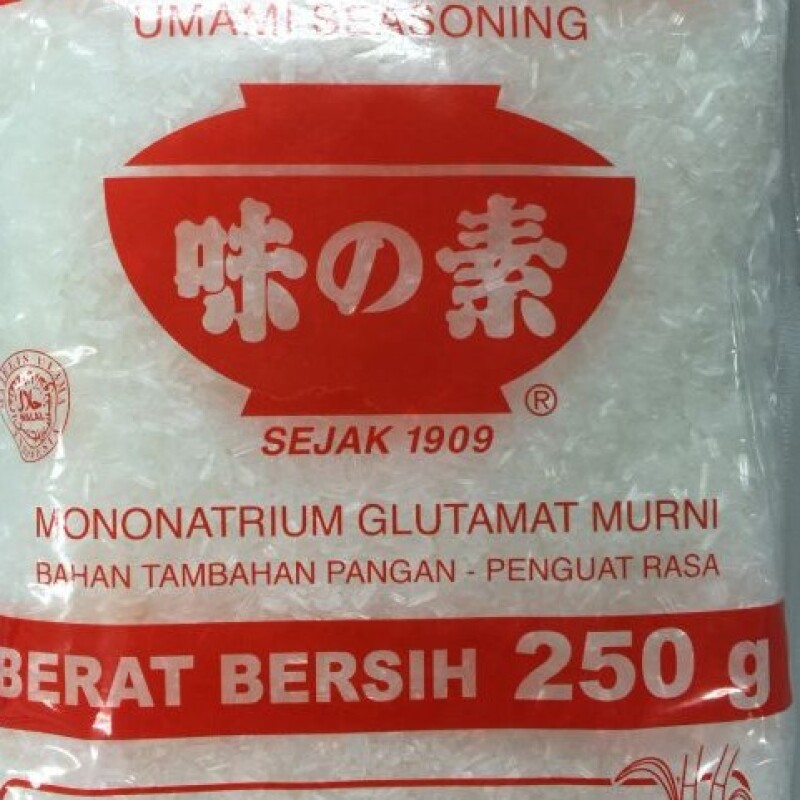 UMAMI SEASONING
味の素
®
SEJAK 1909
MONONATRIUM GLUTAMAT MURNI
BAHAN TAMBAHAN PANGAN - PENGUAT RASA
BERAT BERSIH 250 g